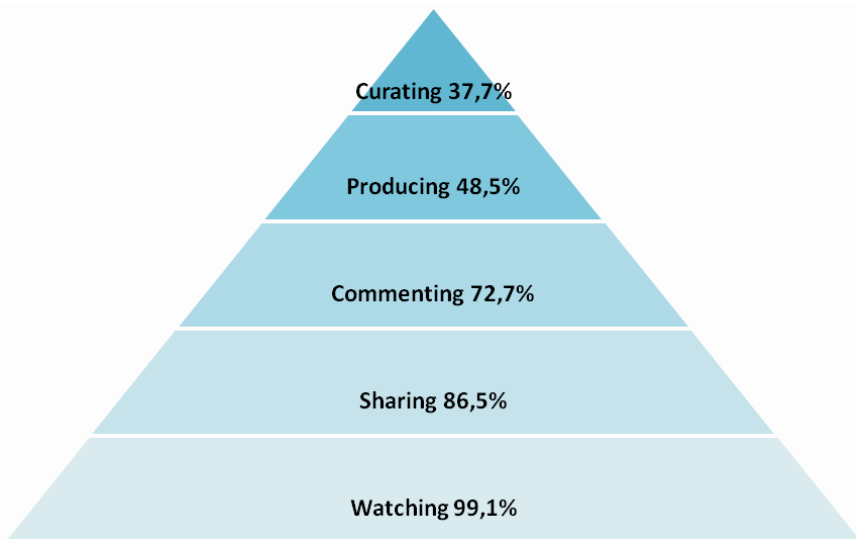 Curating 37,7%
Producing 48,5%
Commenting 72,7%
Sharing 86,5%
Watching 99,1%